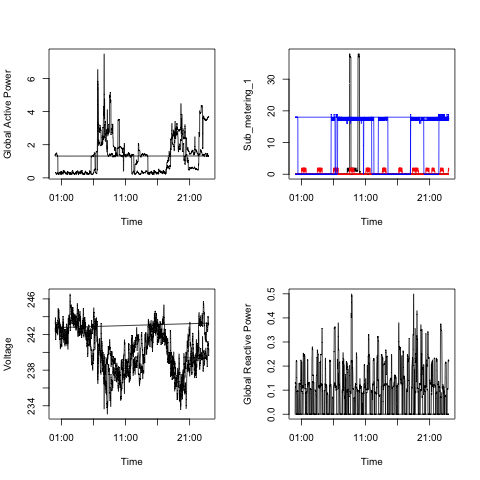 Global Active Power
0 2 4 6
01:00 11:00 21:00
Time
Sub_metering_1
0 10 20 30
01:00 11:00 21:00
Time
Voltage
234 238 242 246
01:00 11:00 21:00
Time
Global Reactive Power
0.0 0.1 0.2 0.3 0.4 0.5
01:00 11:00 21:00
Time